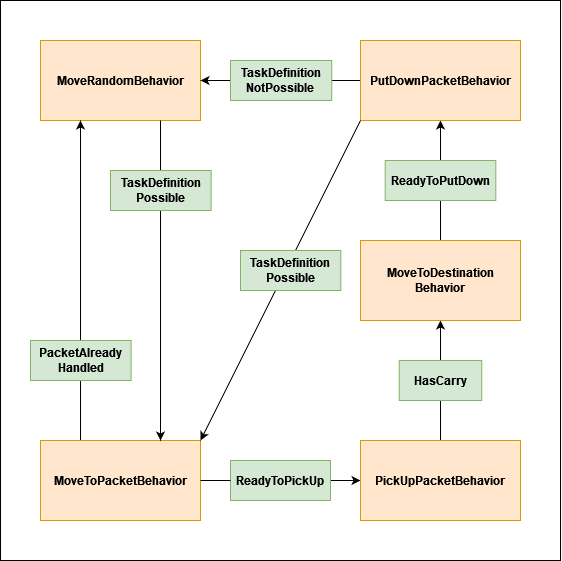 MoveRandomBehavior
TaskDefinition
NotPossible
PutDownPacketBehavior
TaskDefinition
Possible
ReadyToPutDown
TaskDefinition
Possible
MoveToDestination
Behavior
PacketAlready
Handled
HasCarry
MoveToPacketBehavior
ReadyToPickUp
PickUpPacketBehavior